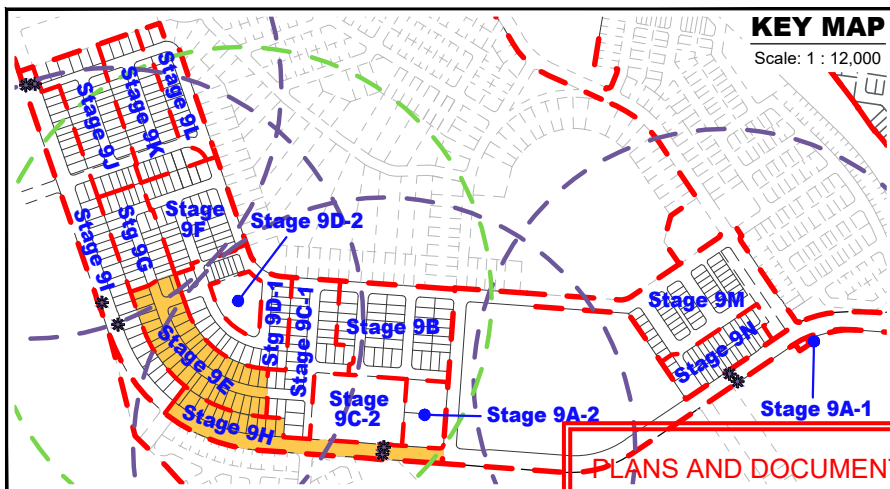 KEY MAP
Scale: 1 : 12,000
Stage 9J
Stage 9K
Stage 9L
Stage 9I
Stg 9G
Stage
9F
Stage 9D-2
Stage 9E
Stage 9H
Stg 9D-1
Stage 9C-1
Stage 9B
Stage
9C-2
Stage 9A-2
Stage 9M
Stage 9N
Stage 9A-1
PLANS AND DOCUMENT